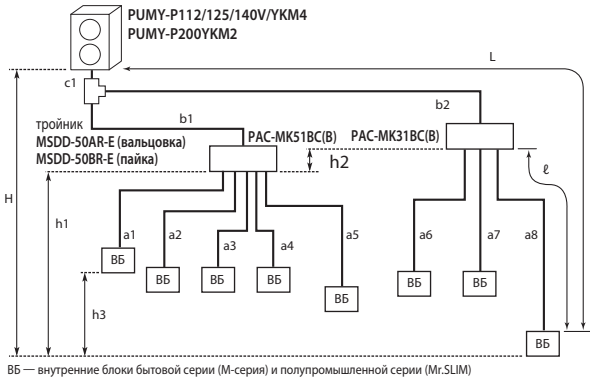 PUMY-P112/125/140V/YKM4
PUMY-P200YKM2
L
c1
b1
b2
тройник
MSDD-50AR-E (вальцовка)
MSDD-50BR-E (пайка)
PAC-MK51BC(B)
PAC-MK31BC(B)
h2
H
h1
ℓ
a1
a2
a3
a4
a5
a6
a7
a8
ВБ
ВБ
ВБ
ВБ
ВБ
ВБ
ВБ
ВБ
h3
ВБ — внутренние блоки бытовой серии (М-серия) и полупромышленной серии (Mr.SLIM)